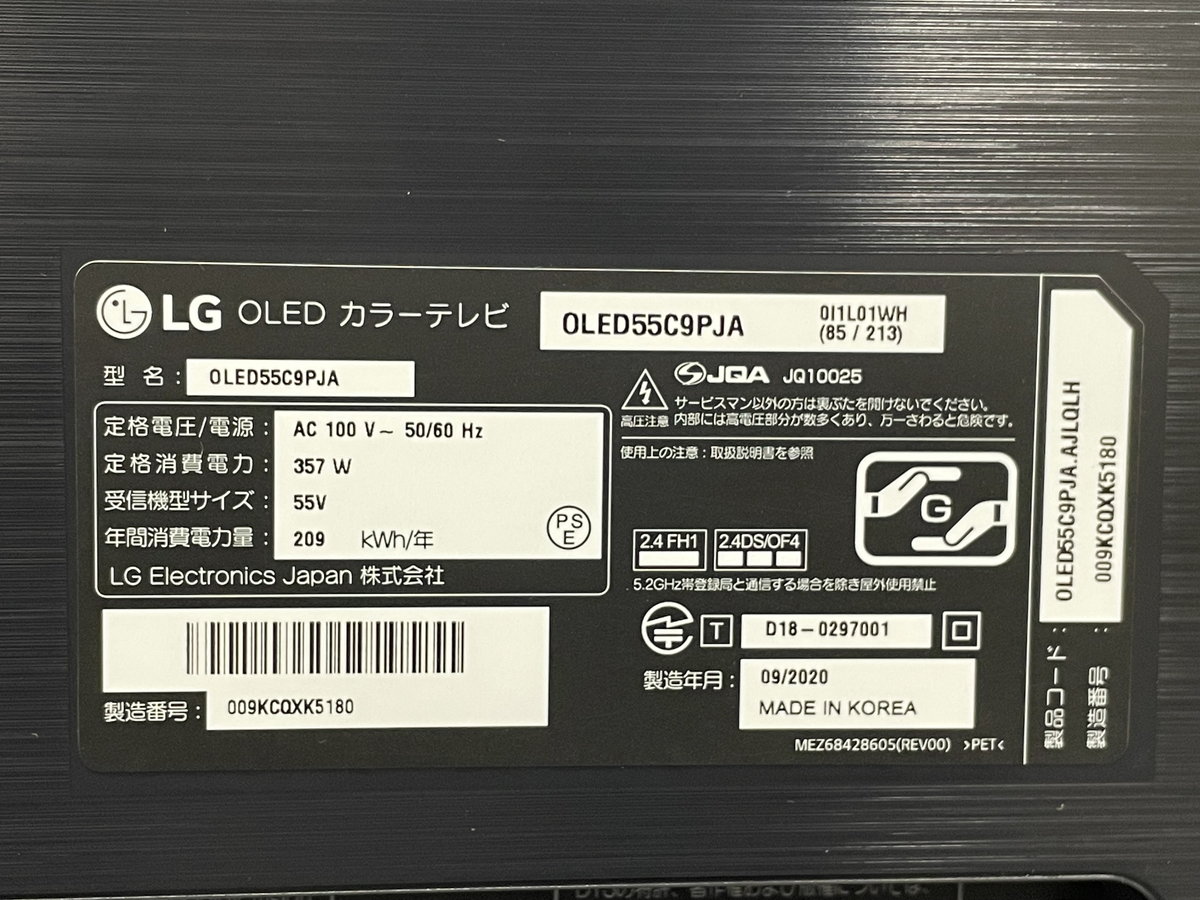 LG OLED カラーテレビ
OLED55C9PJA
0I1L01WH
(85 / 213)
型 名 : OLED55C9PJA
定格電圧/電源 : AC 100 V~ 50/60 Hz
定格消費電力 : 357 W
受信機型サイズ : 55V
年間消費電力量 : 209 kWh/年
PS
E
LG Electronics Japan 株式会社
製造番号 : 009KCQXK5180
JQA JQ10025
高圧注意
サービスマン以外の方は裏ぶたを開けないでください。
内部には高電圧部分が数多くあり、万一さわると危険です。
使用上の注意 : 取扱説明書を参照
G
2.4 FH1
2.4DS/OF4
5.2GHz帯登録局と通信する場合を除き屋外使用禁止
T D18-0297001
製造年月 : 09/2020
MADE IN KOREA
MEZ68428605(REV00) >PET<
製品コード : OLED55C9PJA.AJLQLH
製造番号 : 009KCQXK5180